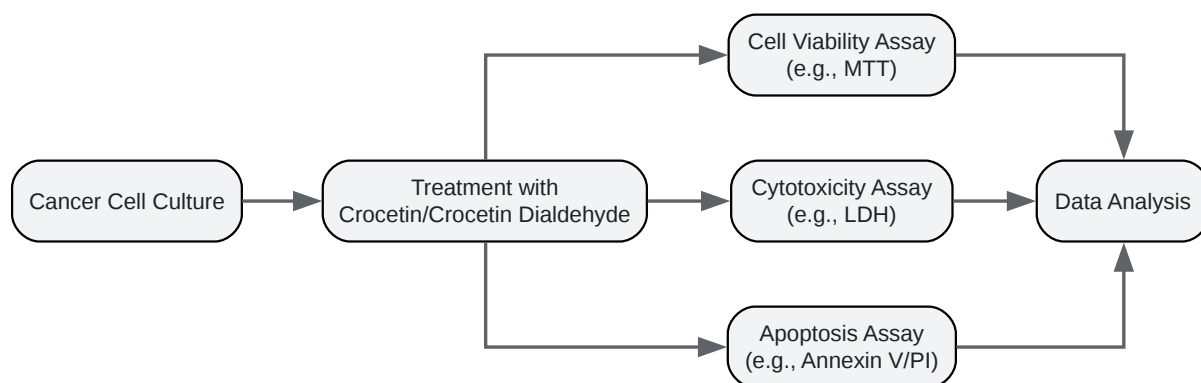 Cancer Cell Culture
Treatment with
Crocetin/Crocetin Dialdehyde
Cell Viability Assay
(e.g., MTT)
Cytotoxicity Assay
(e.g., LDH)
Apoptosis Assay
(e.g., Annexin V/PI)
Data Analysis